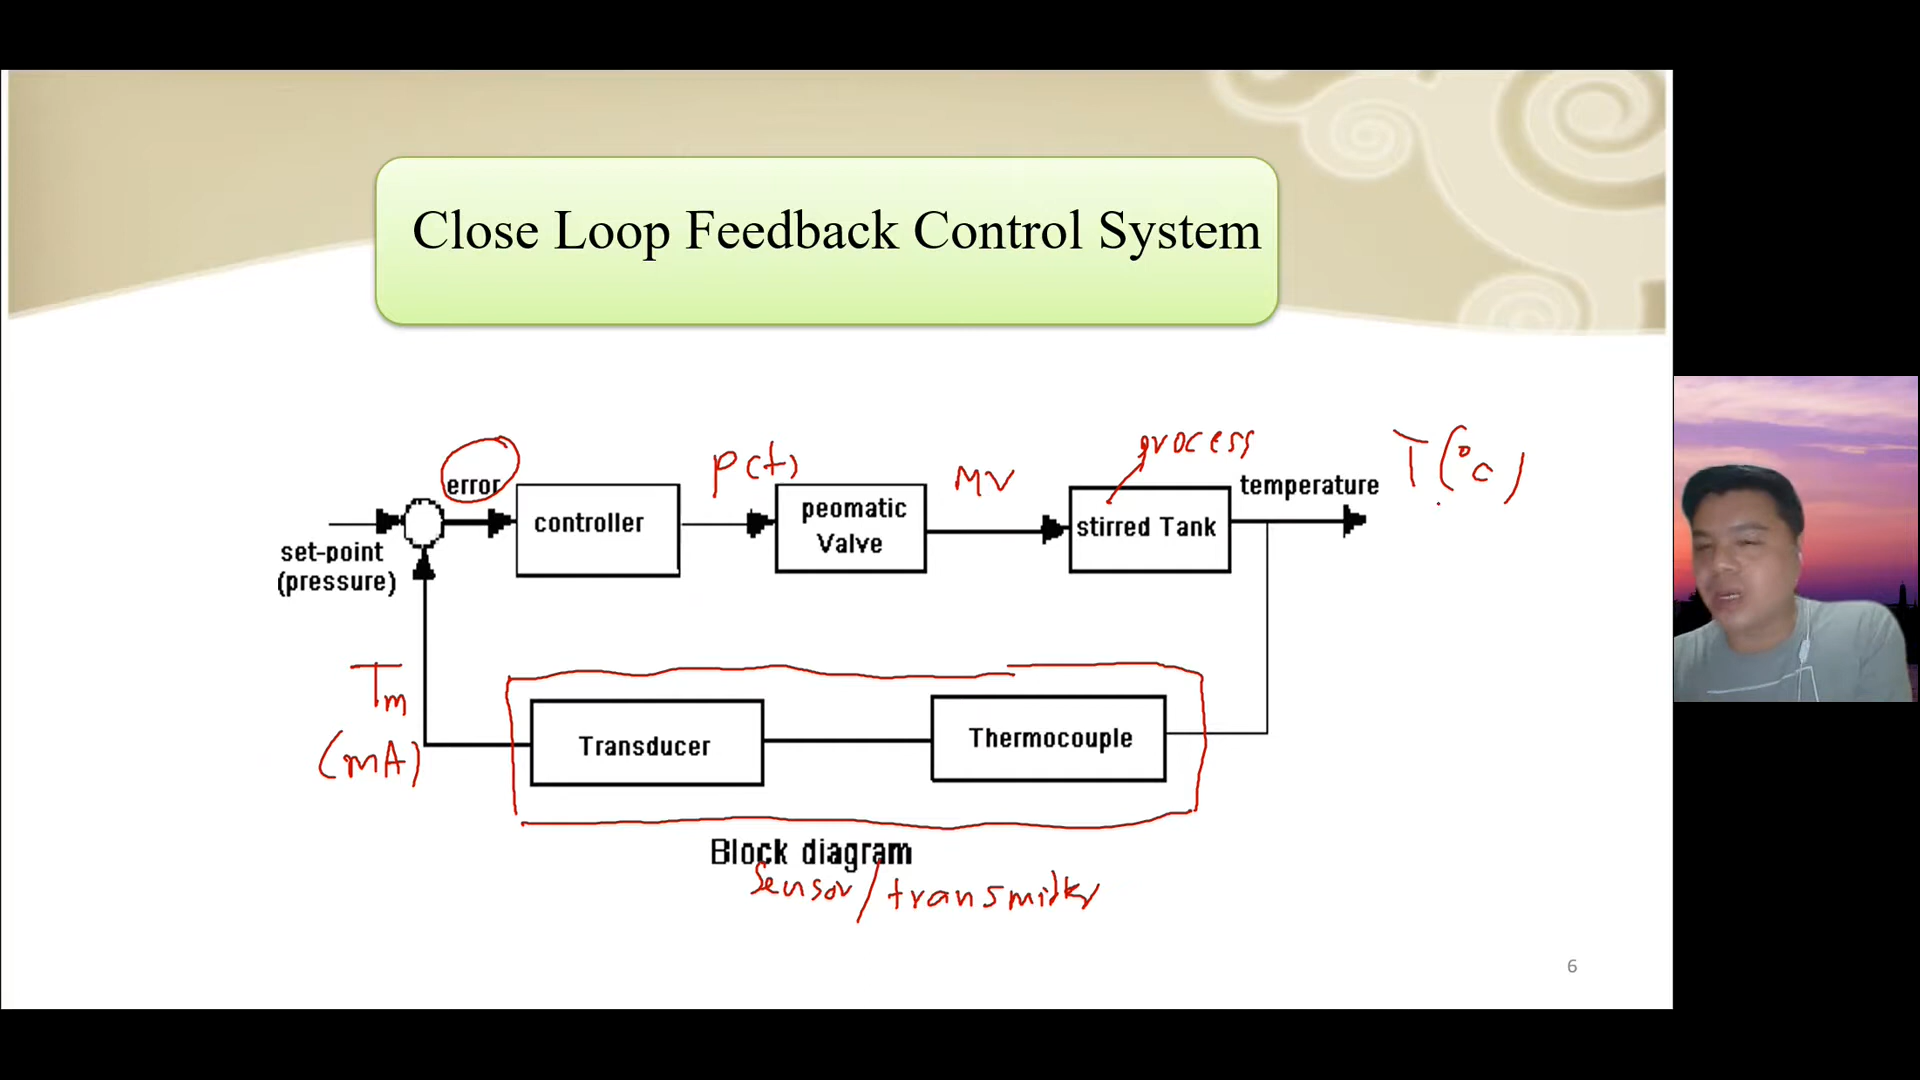 Close Loop Feedback Control System
process
T(°c)
p(t)
MV
error
temperature
controller
peomatic
Valve
stirred Tank
set-point
(pressure)
Tm
(mA)
Transducer
Thermocouple
Block diagram
Sensor/transmitter
6